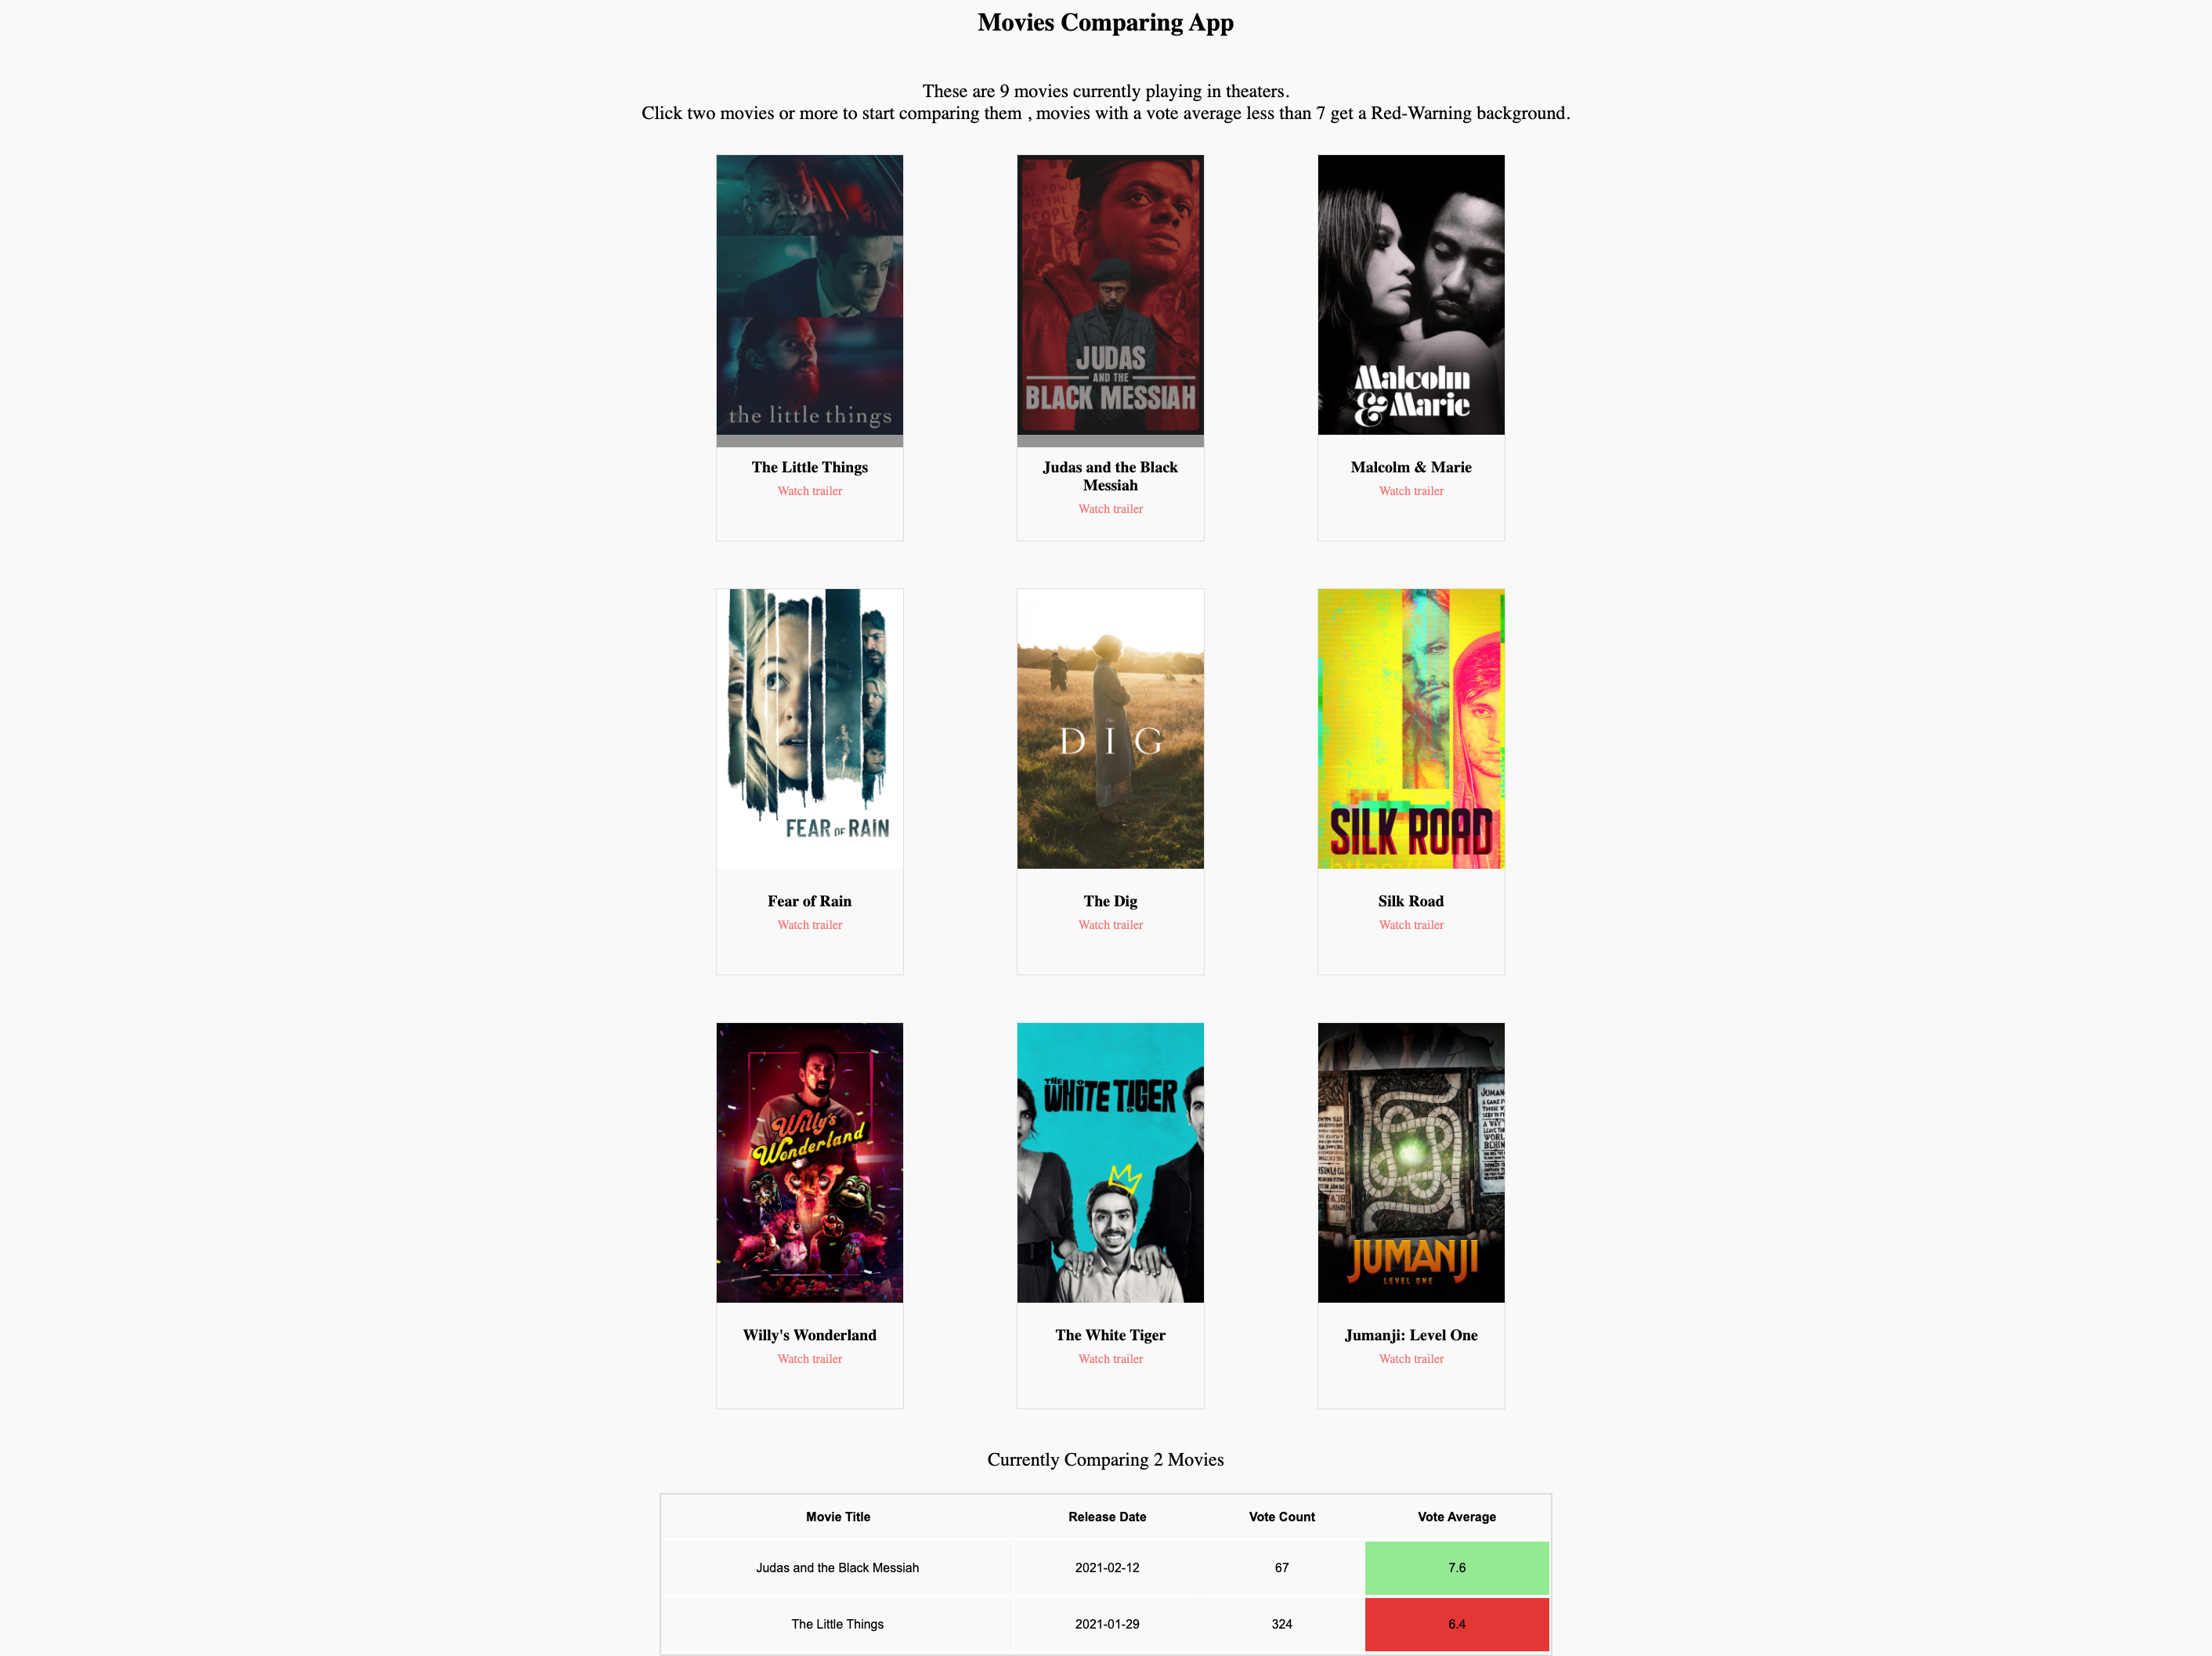 Movies Comparing App
These are 9 movies currently playing in theaters.
Click two movies or more to start comparing them , movies with a vote average less than 7 get a Red-Warning background.
the little things
ALL POWER
TO THE
PEOPLE
JUDAS
AND THE
BLACK MESSIAH
Malcolm
&Marie
The Little Things
Watch trailer
Judas and the Black
Messiah
Watch trailer
Malcolm & Marie
Watch trailer
FEAR OF RAIN
the
DIG
SILK ROAD
https://
Fear of Rain
Watch trailer
The Dig
Watch trailer
Silk Road
Watch trailer
Willy's
Wonderland
THE
WHITE TIGER
JUMANJI
LEVEL ONE
Willy's Wonderland
Watch trailer
The White Tiger
Watch trailer
Jumanji: Level One
Watch trailer
Currently Comparing 2 Movies
Movie Title Release Date Vote Count Vote Average
Judas and the Black Messiah 2021-02-12 67 7.6
The Little Things 2021-01-29 324 6.4